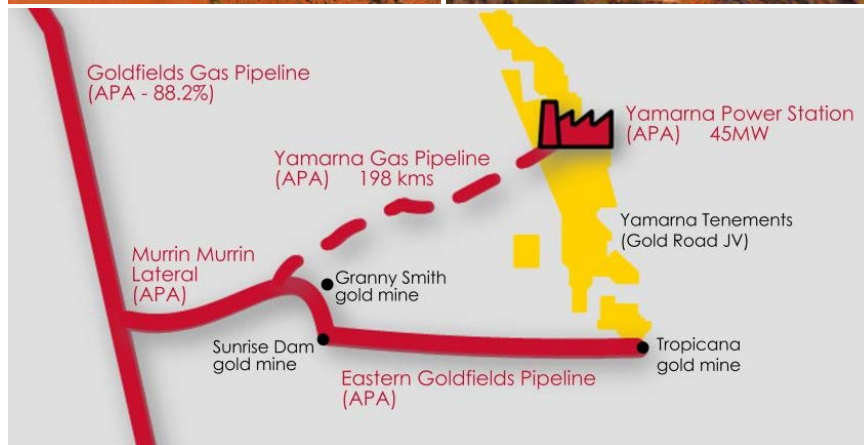 Goldfields Gas Pipeline
(APA - 88.2%)
Yamarna Power Station
(APA) 45MW
Yamarna Gas Pipeline
(APA) 198 kms
Yamarna Tenements
(Gold Road JV)
Murrin Murrin
Lateral
(APA)
Granny Smith
gold mine
Sunrise Dam
gold mine
Tropicana
gold mine
Eastern Goldfields Pipeline
(APA)